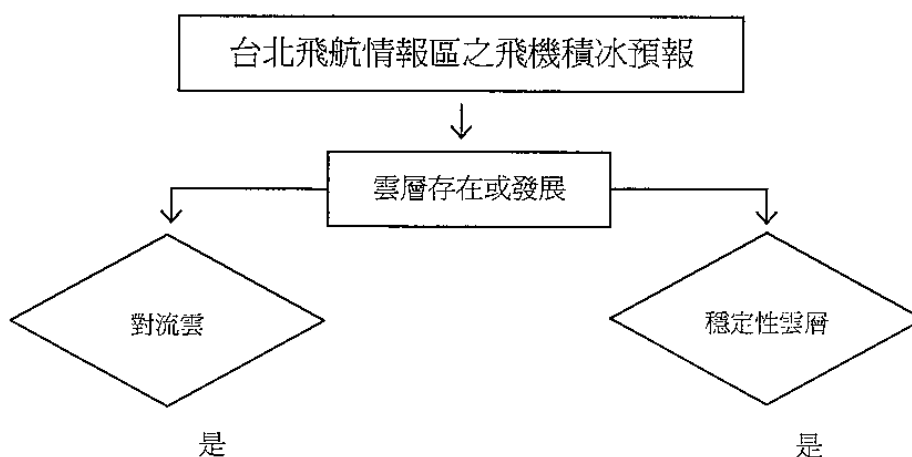 台北飛航情報區之飛機積冰預報
雲層存在或發展
對流雲
穩定性雲層
是
是